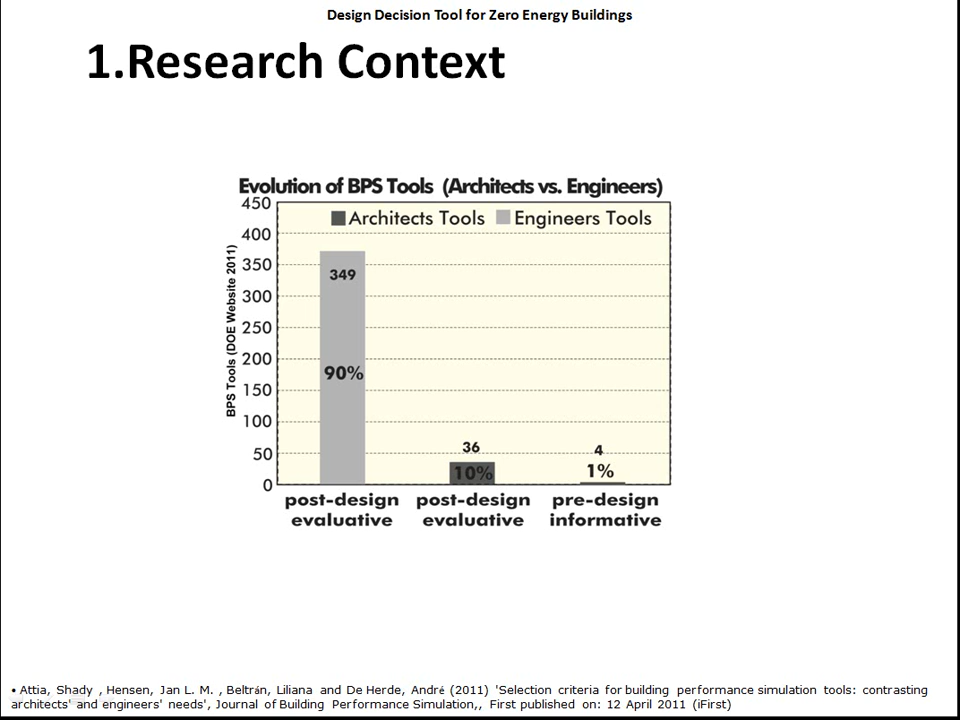 Design Decision Tool for Zero Energy Buildings
1.Research Context
Evolution of BPS Tools (Architects vs. Engineers)
BPS Tools (DOE Website 2011)
450
400
350
300
250
200
150
100
50
0
Architects Tools Engineers Tools
349
90%
36
10%
4
1%
post-design post-design pre-design
evaluative evaluative informative
• Attia, Shady , Hensen, Jan L. M. , Beltrán, Liliana and De Herde, André (2011) 'Selection criteria for building performance simulation tools: contrasting
architects' and engineers' needs', Journal of Building Performance Simulation,, First published on: 12 April 2011 (iFirst)